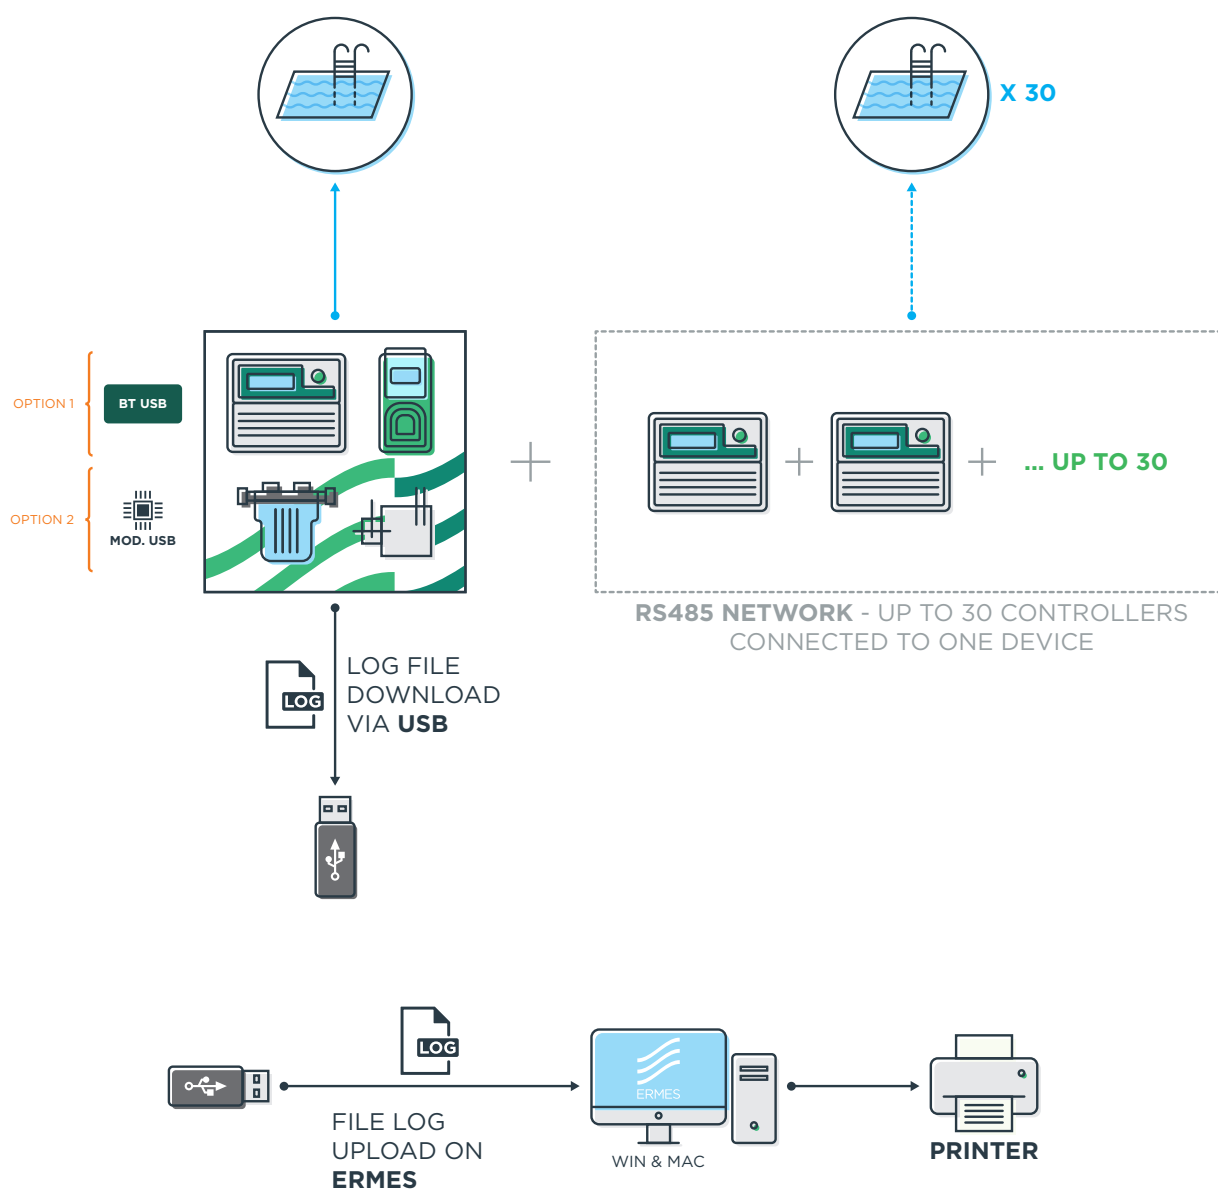 X 30
OPTION 1
BT USB
OPTION 2
MOD. USB
... UP TO 30
RS485 NETWORK - UP TO 30 CONTROLLERS
CONNECTED TO ONE DEVICE
LOG
LOG FILE
DOWNLOAD
VIA USB
LOG
FILE LOG
UPLOAD ON
ERMES
ERMES
WIN & MAC
PRINTER